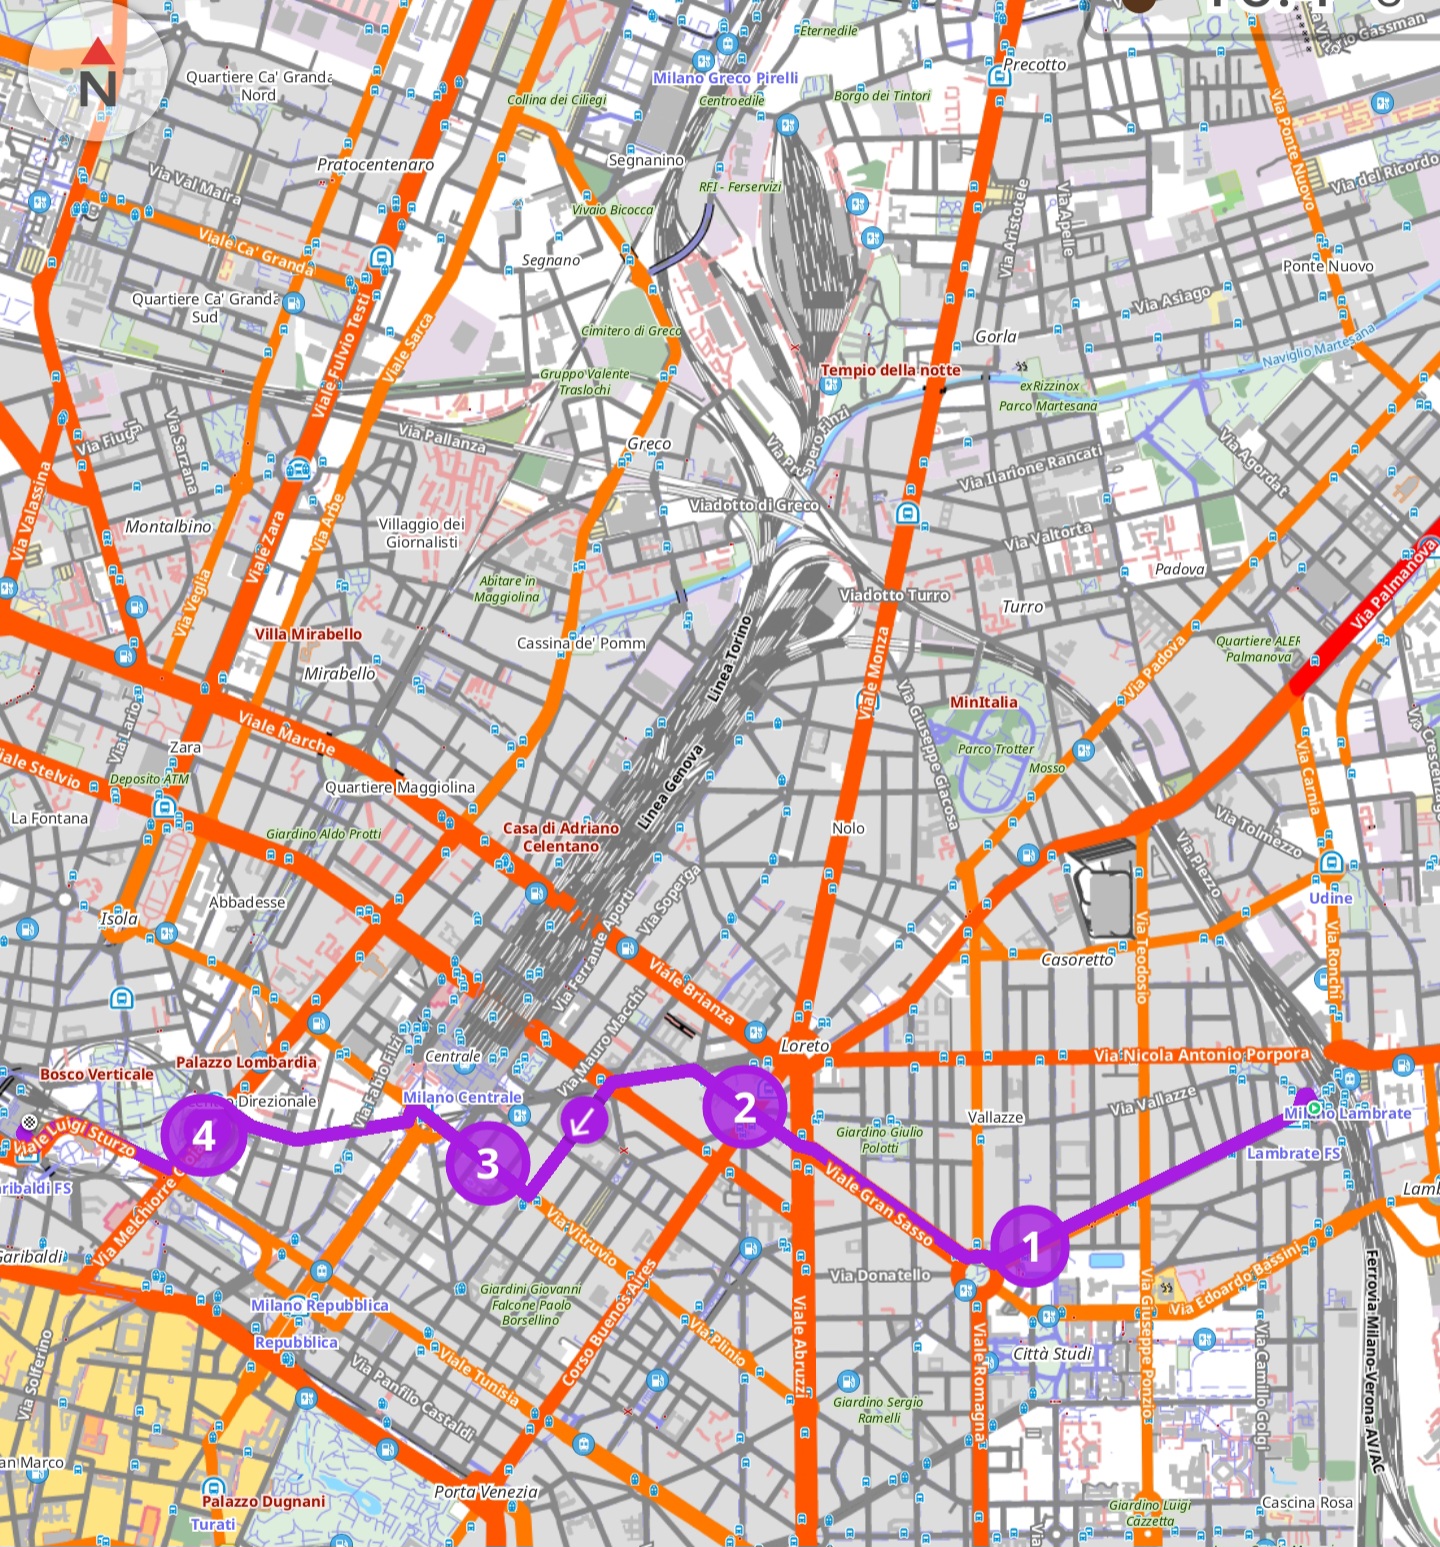 N
Eternedile
Via Gassman
Precotto
Milano Greco Pirelli
Quartiere Ca' Granda
Nord
Collina dei Ciliegi
Centroedile
Borgo dei Tintori
Via Ponte Nuovo
Pratocentenaro
Segnanino
Via del Ricordo
Via Val Maira
RFI - Ferservizi
Via Aristotele
Via Apelle
Vivaio Bicocca
Viale Ca' Granda
Segnano
Ponte Nuovo
Quartiere Ca' Granda
Sud
Via Asiago
Viale Fulvio Testi
Viale Sarca
Cimitero di Greco
Gorla
Naviglio Martesana
Gruppo Valente
Traslochi
Tempio della notte
exRizzinox
Parco Martesana
Via Fiuggi
Via Sarzana
Via Pallanza
Greco
Spero Finzi
Via Agordat
Via Ilarione Rancati
Via Valassina
Montalbino
Viale Zara
Via Arbe
Villaggio dei
Giornalisti
Viadotto di Greco
Via Valtorta
Padova
Via Palmanova
Via Veglia
Abitare in
Maggiolina
Viadotto Turro
Turro
Villa Mirabello
Cassina de' Pomm
Quartiere ALER
Palmanova
Mirabello
Linea Torino
Viale Monza
Via Padova
Via Lario
MinItalia
Via Giuseppe Giacosa
Viale Marche
Zara
Parco Trotter
Mosso
Via Carnia
Viale Stelvio
Deposito ATM
Quartiere Maggiolina
Linea Genova
La Fontana
Giardino Aldo Protti
Casa di Adriano
Celentano
Nolo
Via Tolmezzo
Via Plezzo
Abbadesse
Via Soperga
Udine
Isola
Via Ferrante Aporti
Casoretto
Via Teodosio
Via Ronchi
Viale Brianza
Via Mauro Macchi
Loreto
Centrale
Via Nicola Antonio Porpora
Palazzo Lombardia
Bosco Verticale
Via Fabio Filzi
Milano Centrale
Direzionale
Vallazze
Via Vallazze
Milano Lambrate
Viale Luigi Sturzo
4
3
2
1
Giardino Giulio
Polotti
Lambrate FS
Garibaldi FS
Via Melchiorre Gioia
Viale Gran Sasso
Via Vitruvio
Garibaldi
Via Donatello
Via Edoardo Bassini
Milano Repubblica
Repubblica
Giardini Giovanni
Falcone Paolo
Borsellino
Corso Buenos Aires
Viale Abruzzi
Via Plinio
Viale Romagna
Città Studi
Via Giuseppe Ponzio
Via Camillo Golgi
Ferrovia Milano-Verona AV/AC
Via Solferino
Viale Tunisia
Via Panfilo Castaldi
Giardino Sergio
Ramelli
San Marco
Porta Venezia
Palazzo Dugnani
Turati
Giardino Luigi
Cazzetta
Cascina Rosa